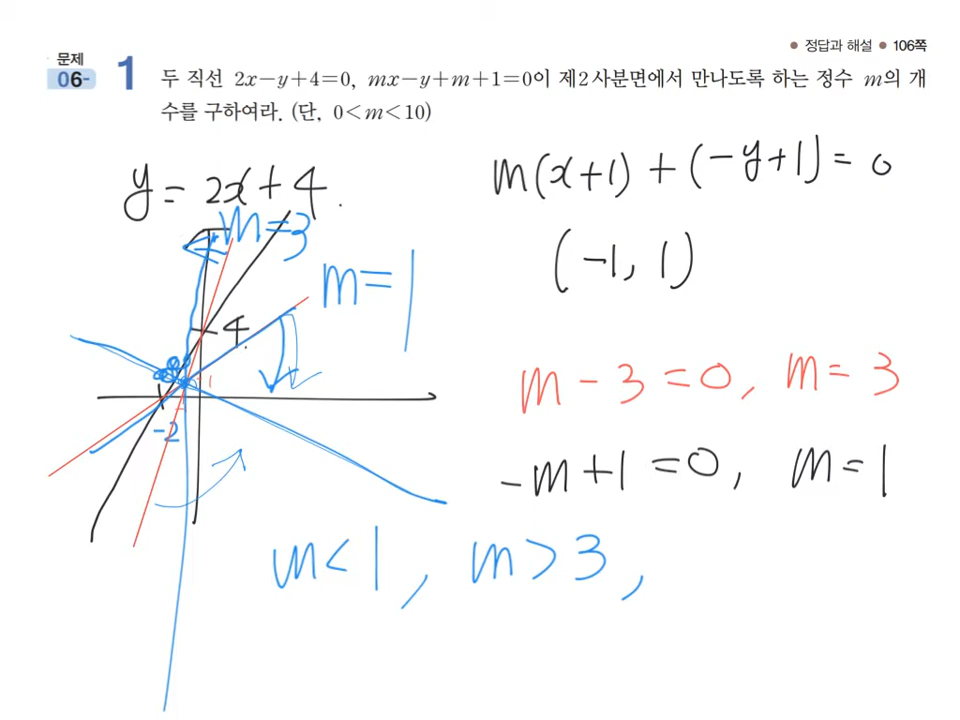 정답과 해설 ● 106쪽
문제
06- 1 두 직선 2x−y+4=0, mx−y+m+1=0이 제2사분면에서 만나도록 하는 정수 m의 개
수를 구하여라. (단, 0<m<10)
m(x+1) + (-y+1) = 0
y = 2x+4.
m=3
(-1, 1)
m=1
4
1
-2
m - 3 = 0, m = 3
-m+1 = 0, m=1
m<1, m>3,